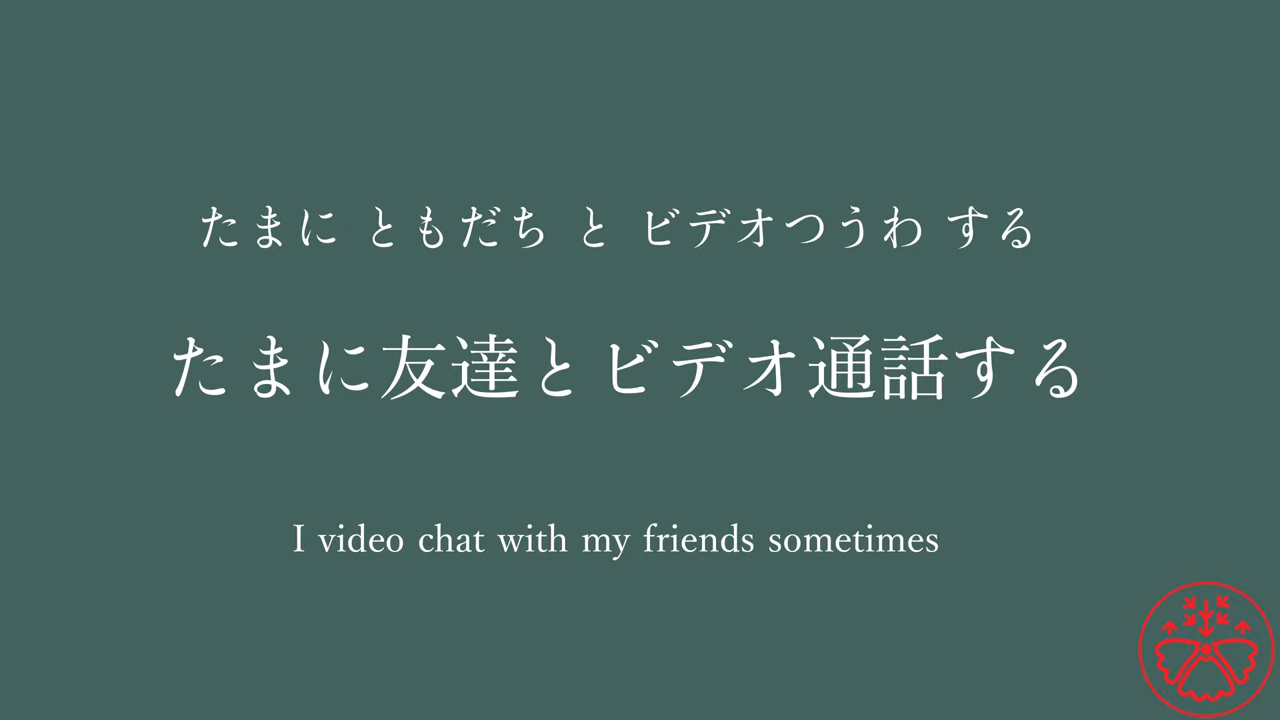 たまに ともだち と ビデオつうわ する
たまに友達とビデオ通話する
I video chat with my friends sometimes